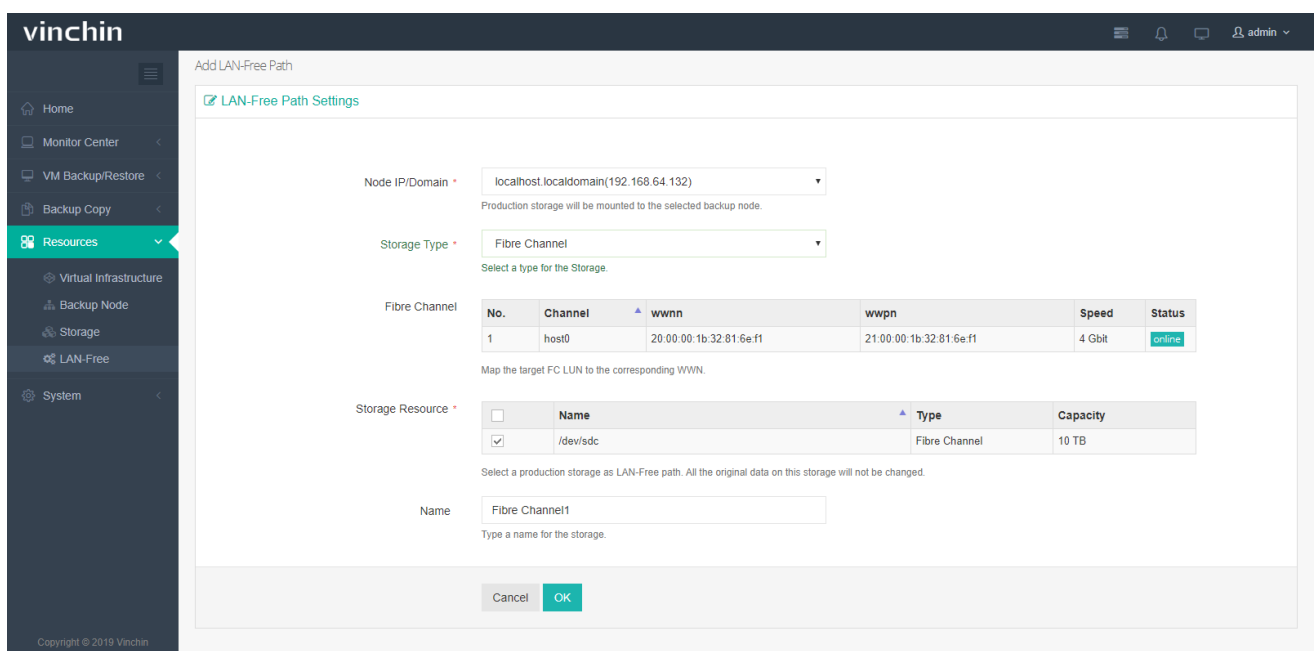 vinchin
admin
Add LAN-Free Path
Home
Monitor Center
VM Backup/Restore
Backup Copy
Resources
Virtual Infrastructure
Backup Node
Storage
LAN-Free
System
Copyright © 2019 Vinchin
LAN-Free Path Settings
Node IP/Domain * localhost.localdomain(192.168.64.132)
Production storage will be mounted to the selected backup node.
Storage Type * Fibre Channel
Select a type for the Storage.
Fibre Channel
No. Channel wwnn wwpn Speed Status
1 host0 20:00:00:1b:32:81:6e:f1 21:00:00:1b:32:81:6e:f1 4 Gbit online
Map the target FC LUN to the corresponding WWN.
Storage Resource *
Name Type Capacity
/dev/sdc Fibre Channel 10 TB
Select a production storage as LAN-Free path. All the original data on this storage will not be changed.
Name Fibre Channel1
Type a name for the storage.
Cancel OK